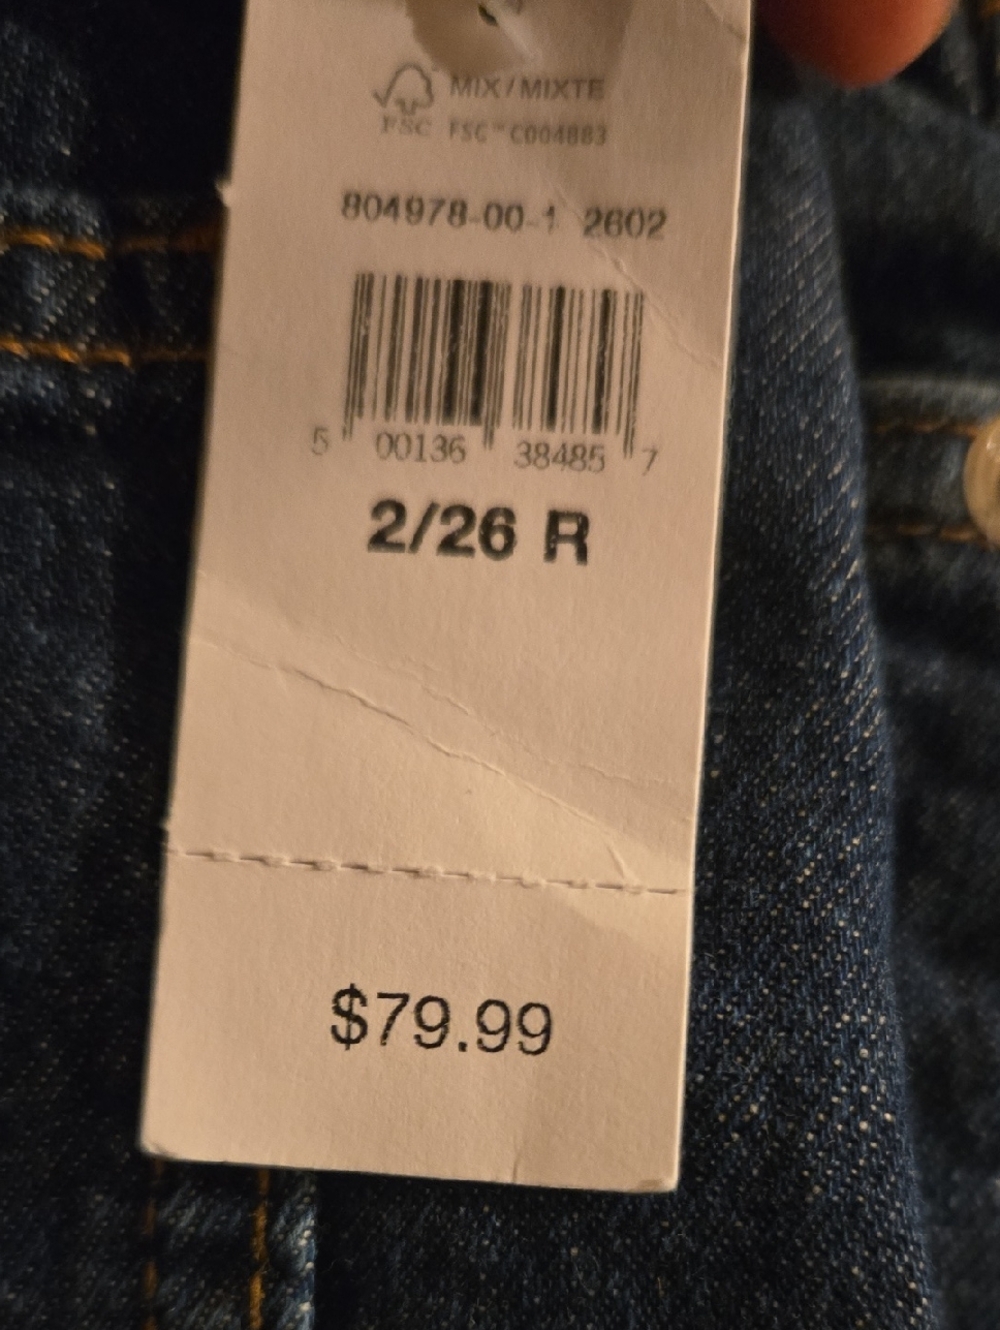 MIX/MIXTE
FSC FSC™ C004883
804978-00-1 2602
5 00136 38485 7
2/26 R
$79.99